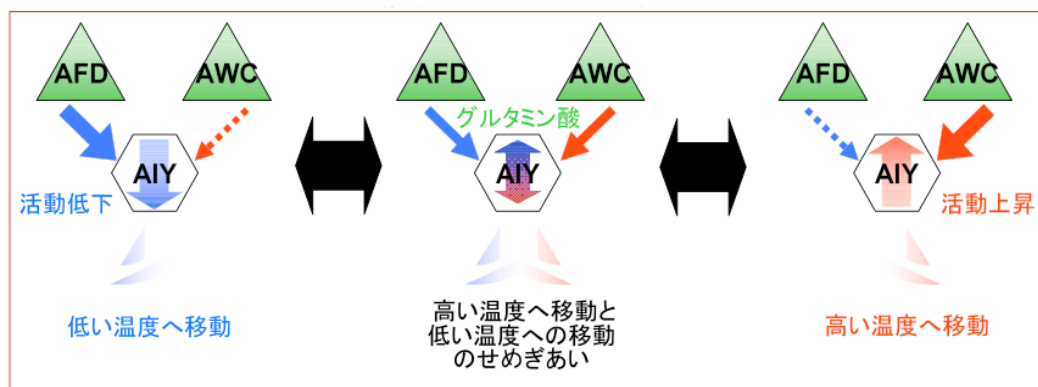 AFD
AWC
AIY
活動低下
低い温度へ移動
AFD
AWC
グルタミン酸
AIY
高い温度へ移動と
低い温度への移動
のせめぎあい
AFD
AWC
AIY
活動上昇
高い温度へ移動